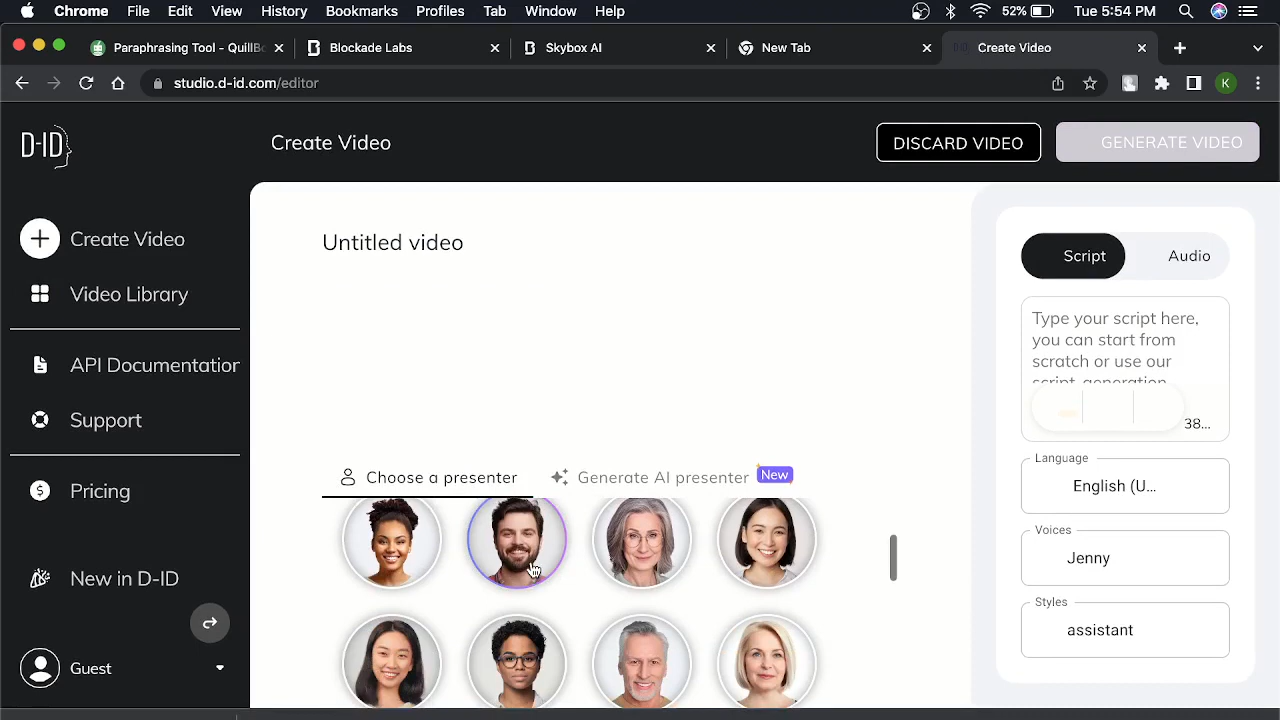 Chrome File Edit View History Bookmarks Profiles Tab Window Help 52% Tue 5:54 PM
Paraphrasing Tool - QuillBo Blockade Labs Skybox AI New Tab Create Video
studio.d-id.com/editor K
D-ID Create Video DISCARD VIDEO GENERATE VIDEO
Create Video
Video Library
API Documentation
Support
Pricing
New in D-ID
Guest
Untitled video
Choose a presenter Generate AI presenter New
Script Audio
Type your script here,
you can start from
scratch or use our
script generation
38...
Language
English (U...
Voices
Jenny
Styles
assistant